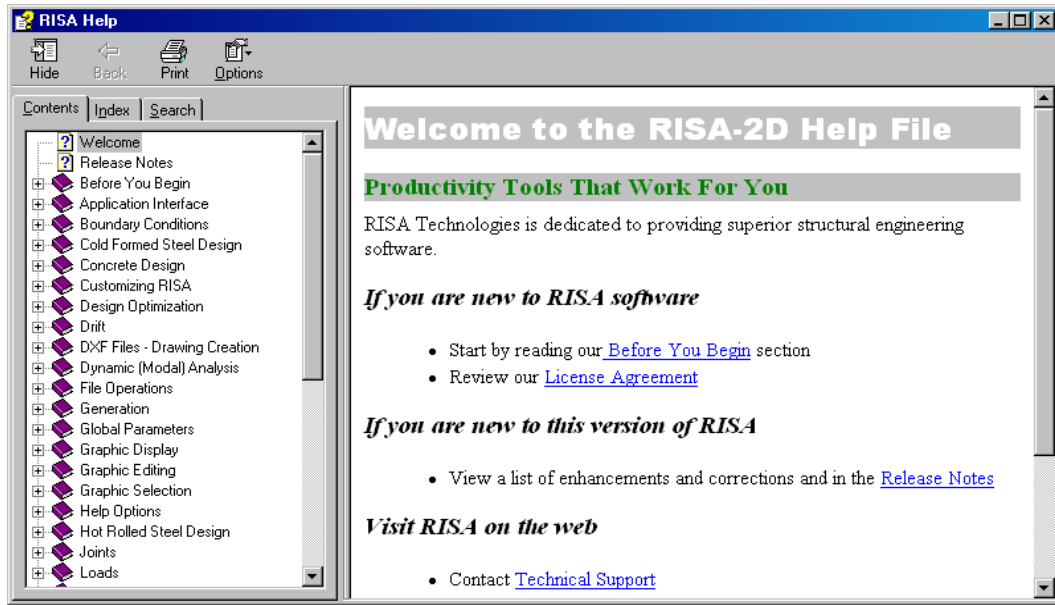 RISA Help
Hide Back Print Options
Contents Index Search
Welcome
Release Notes
Before You Begin
Application Interface
Boundary Conditions
Cold Formed Steel Design
Concrete Design
Customizing RISA
Design Optimization
Drift
DXF Files - Drawing Creation
Dynamic (Modal) Analysis
File Operations
Generation
Global Parameters
Graphic Display
Graphic Editing
Graphic Selection
Help Options
Hot Rolled Steel Design
Joints
Loads
Welcome to the RISA-2D Help File
Productivity Tools That Work For You
RISA Technologies is dedicated to providing superior structural engineering
software.
If you are new to RISA software
• Start by reading our Before You Begin section
• Review our License Agreement
If you are new to this version of RISA
• View a list of enhancements and corrections and in the Release Notes
Visit RISA on the web
• Contact Technical Support